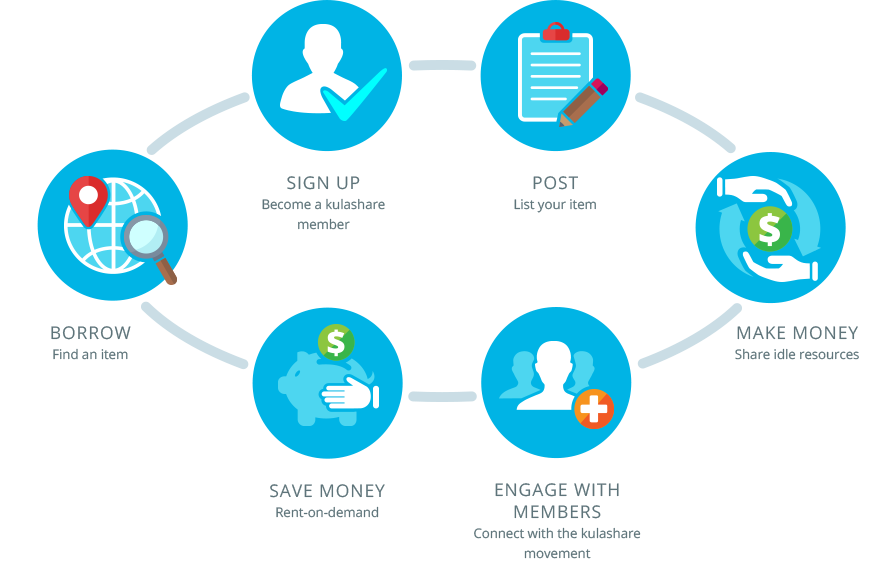 SIGN UP
Become a kulashare
member
POST
List your item
BORROW
Find an item
$
MAKE MONEY
Share idle resources
$
SAVE MONEY
Rent-on-demand
ENGAGE WITH
MEMBERS
Connect with the kulashare
movement